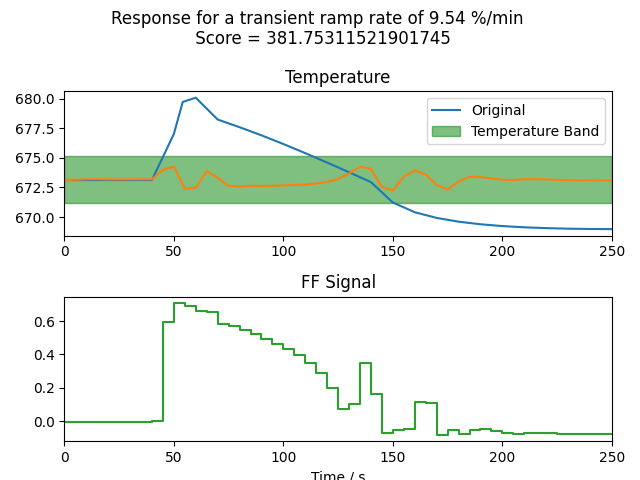 Response for a transient ramp rate of 9.54 %/min
Score = 381.75311521901745
Temperature
680.0
677.5
675.0
672.5
670.0
Original
Temperature Band
0 50 100 150 200 250
FF Signal
0.6
0.4
0.2
0.0
0 50 100 150 200 250
Time / s